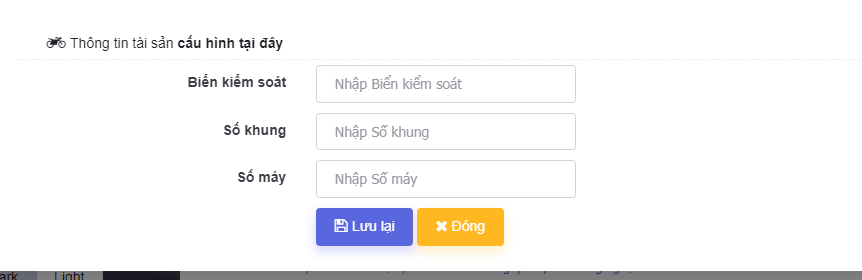 Thông tin tài sản cấu hình tại đây
Biển kiểm soát
Nhập Biển kiểm soát
Số khung
Nhập Số khung
Số máy
Nhập Số máy
Lưu lại
Đóng
Light